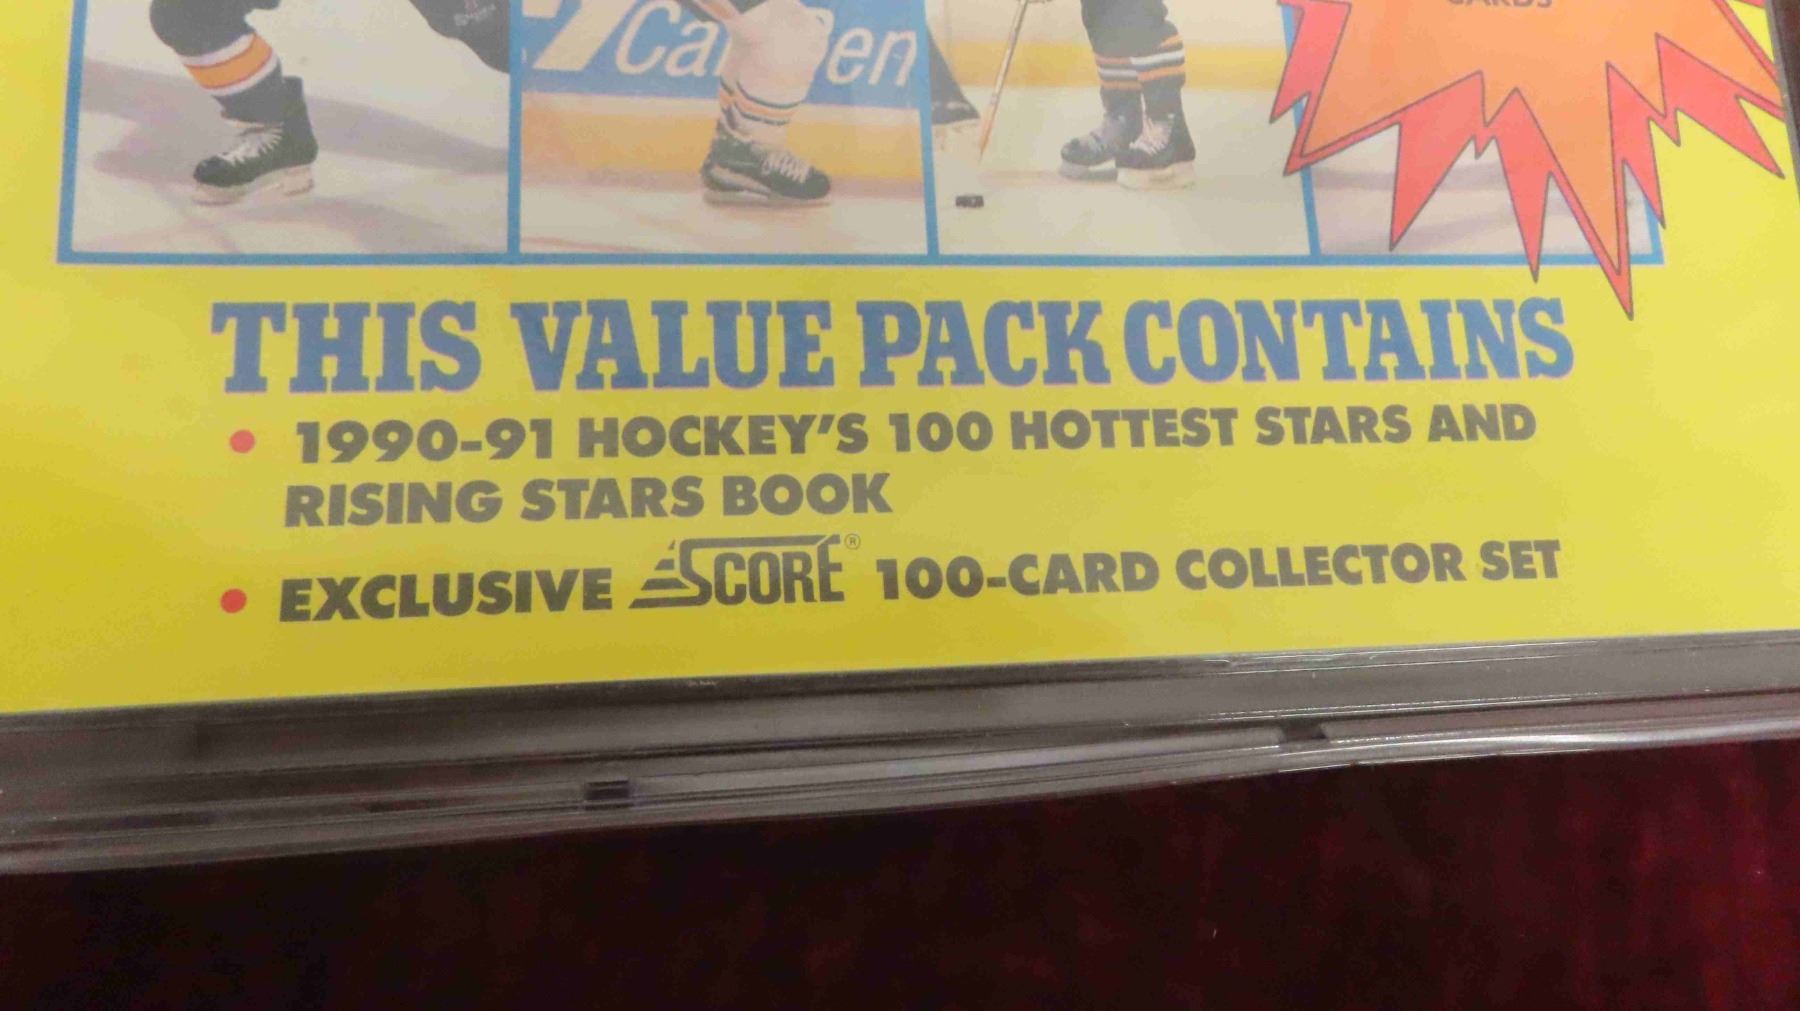 CARDS
THIS VALUE PACK CONTAINS
• 1990-91 HOCKEY'S 100 HOTTEST STARS AND
RISING STARS BOOK
• EXCLUSIVE SCORE® 100-CARD COLLECTOR SET